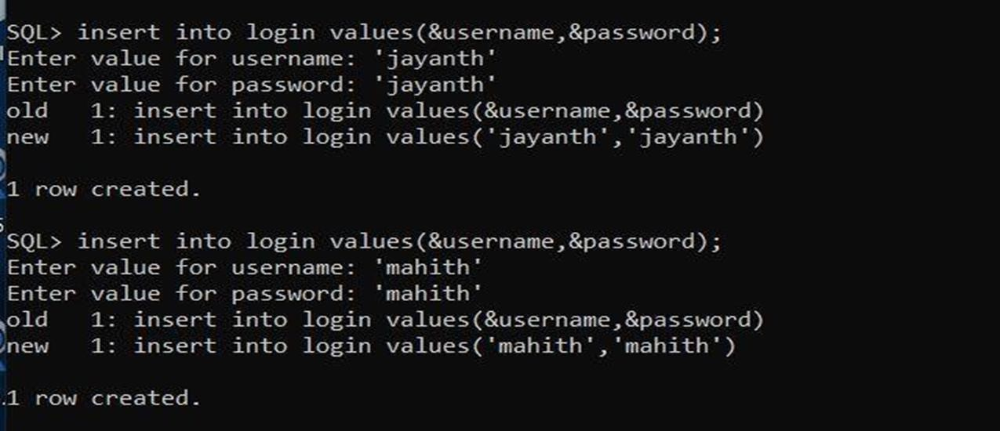 SQL> insert into login values(&username,&password);
Enter value for username: 'jayanth'
Enter value for password: 'jayanth'
old   1: insert into login values(&username,&password)
new   1: insert into login values('jayanth','jayanth')
1 row created.
SQL> insert into login values(&username,&password);
Enter value for username: 'mahith'
Enter value for password: 'mahith'
old   1: insert into login values(&username,&password)
new   1: insert into login values('mahith','mahith')
1 row created.